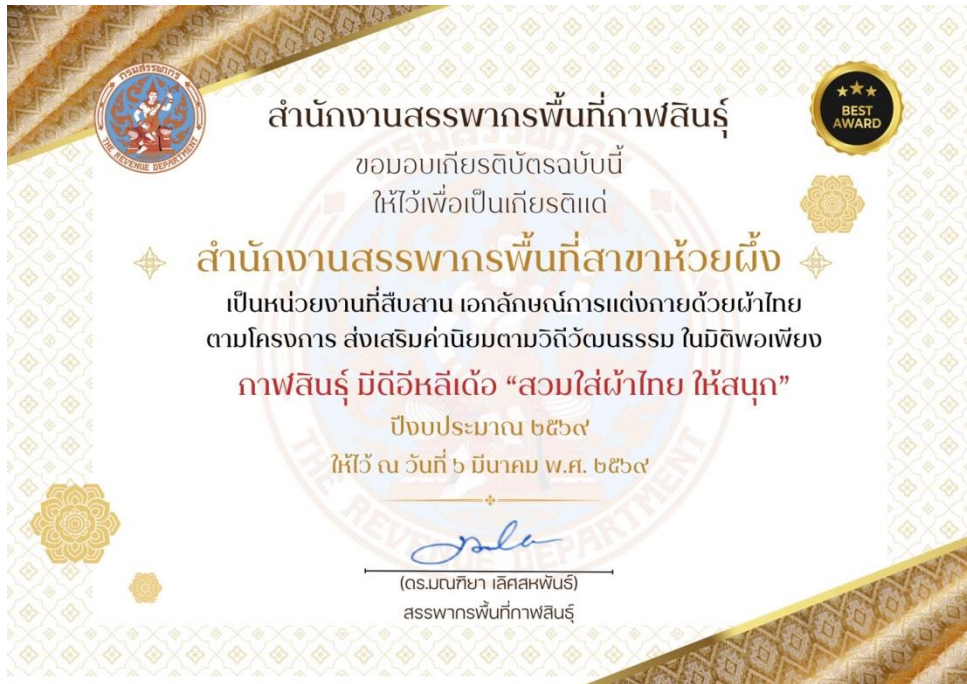 กรมสรรพากร
THE REVENUE DEPARTMENT
BEST
AWARD
สำนักงานสรรพากรพื้นที่กาฬสินธุ์
ขอมอบเกียรติบัตรฉบับนี้
ให้ไว้เพื่อเป็นเกียรติแด่
สำนักงานสรรพากรพื้นที่สาขาห้วยผึ้ง
เป็นหน่วยงานที่สืบสาน เอกลักษณ์การแต่งกายด้วยผ้าไทย
ตามโครงการ ส่งเสริมค่านิยมตามวิถีวัฒนธรรม ในมิติพอเพียง
กาฬสินธุ์ มีดีอีหลีเด้อ “สวมใส่ผ้าไทย ให้สนุก”
ปีงบประมาณ ๒๕๖๙
ให้ไว้ ณ วันที่ ๖ มีนาคม พ.ศ. ๒๕๖๙
กรมสรรพากร
THE REVENUE DEPARTMENT
(ดร.มณฑิยา เลิศสหพันธ์)
สรรพากรพื้นที่กาฬสินธุ์